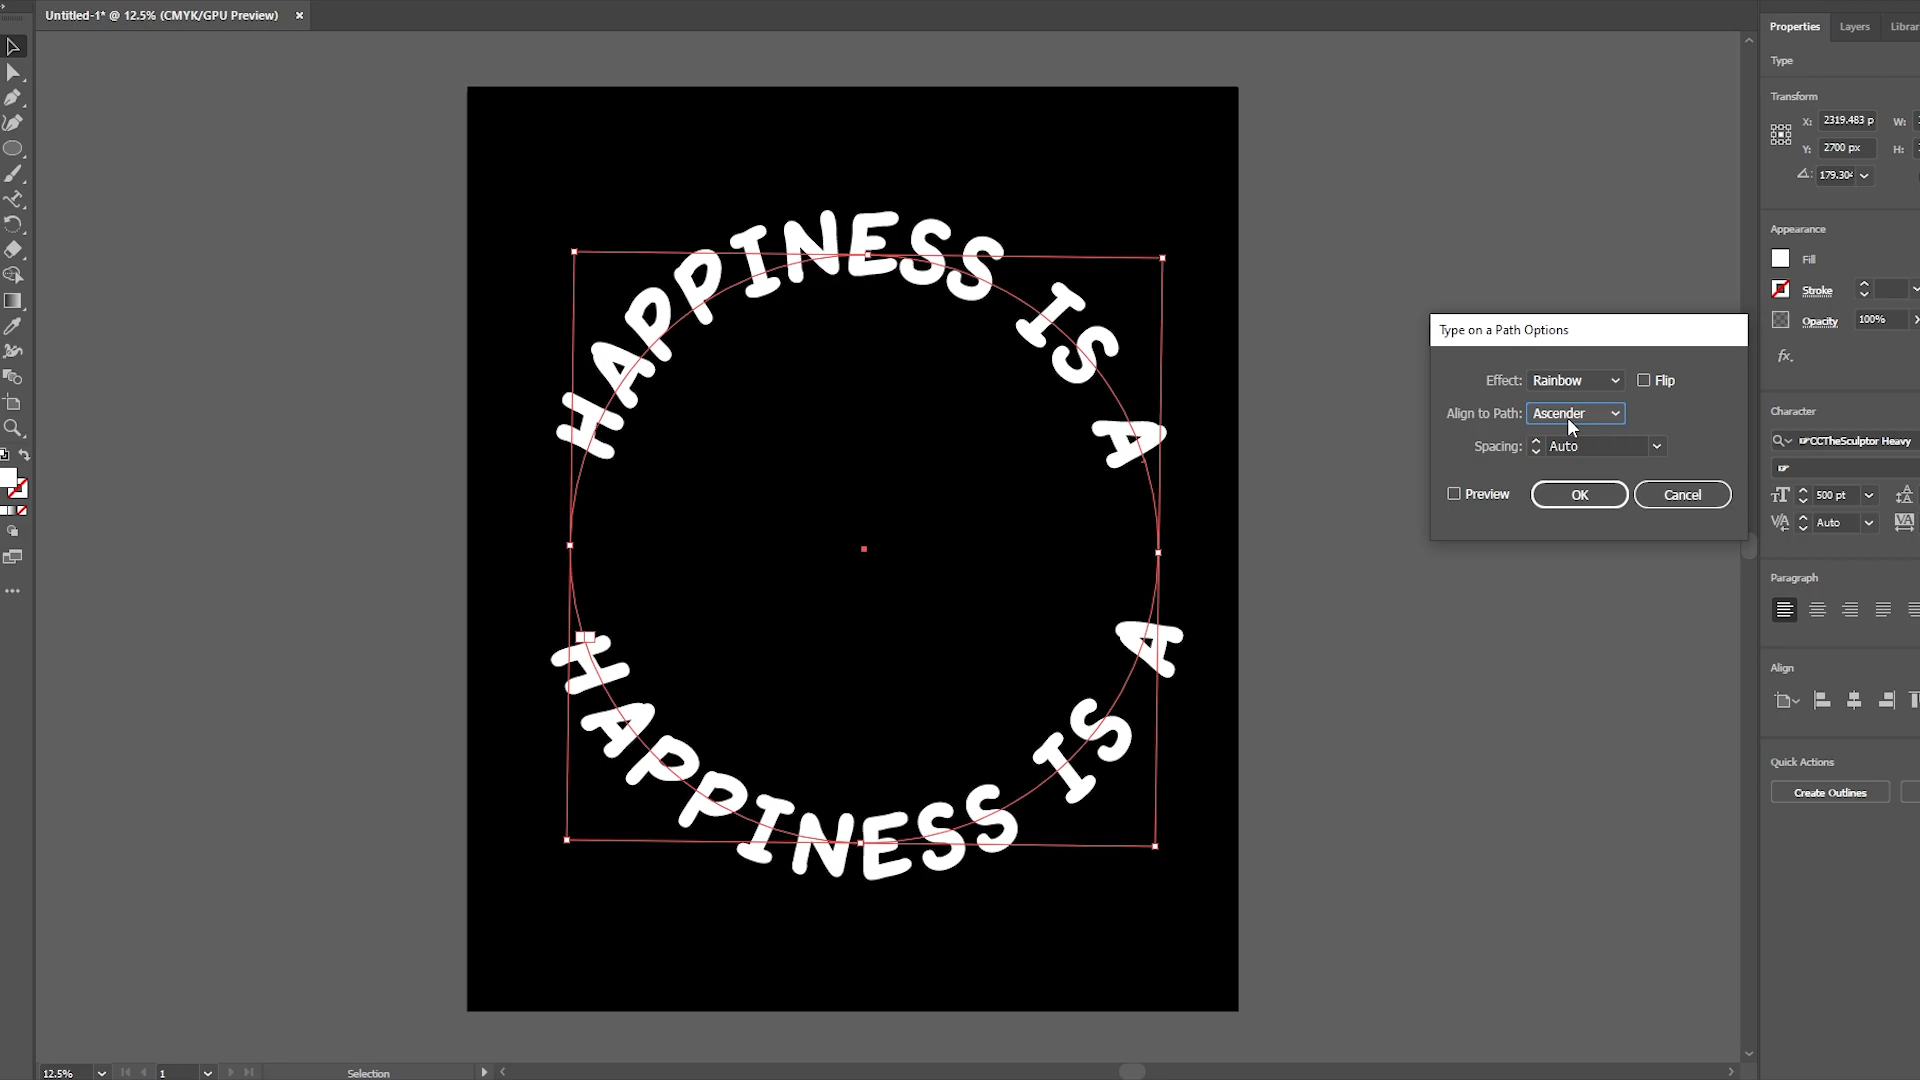 Untitled-1* @ 12.5% (CMYK/GPU Preview) ×
Properties Layers Librar
Type
Transform
X: 2319.483 p W:
Y: 2700 px H:
179.304
Appearance
Fill
Stroke
Opacity 100%
fx.
Character
☞CCTheSculptor Heavy
☞
500 pt
Auto
Paragraph
Align
Quick Actions
Create Outlines
Type on a Path Options
Effect: Rainbow Flip
Align to Path: Ascender
Spacing: Auto
Preview OK Cancel
HAPPINESS IS A
HAPPINESS IS A
12.5% 1 Selection